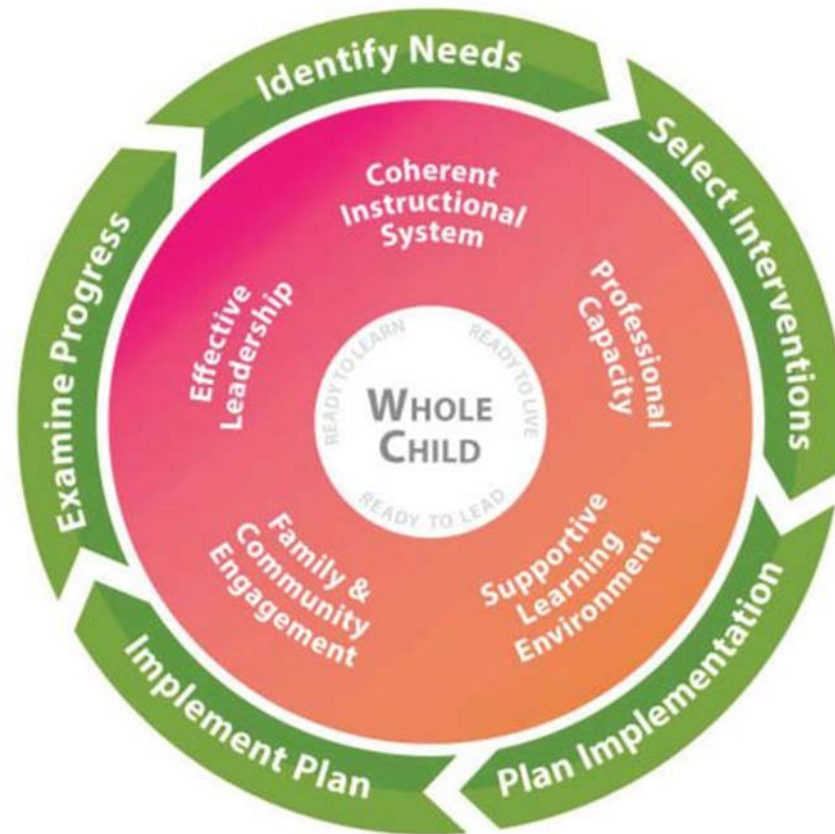 Identify Needs
Select Interventions
Plan Implementation
Implement Plan
Examine Progress
Coherent
Instructional
System
Professional
Capacity
Supportive
Learning
Environment
Family &
Community
Engagement
Effective
Leadership
READY TO LEARN
READY TO LIVE
READY TO LEAD
WHOLE
CHILD